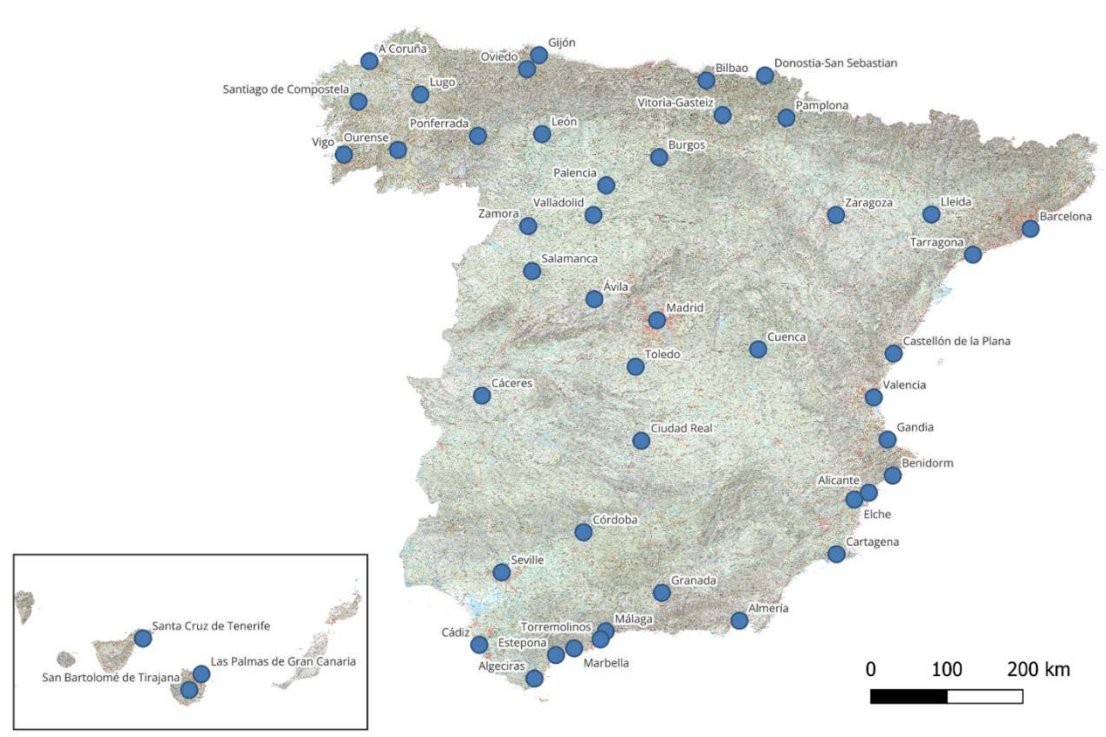 Gijón
A Coruña
Oviedo
Donostia-San Sebastian
Bilbao
Lugo
Santiago de Compostela
Vitoria-Gasteiz
Pamplona
Ponferrada
León
Vigo
Ourense
Burgos
Palencia
Valladolid
Zaragoza
Lleida
Zamora
Barcelona
Tarragona
Salamanca
Ávila
Madrid
Cuenca
Castellón de la Plana
Toledo
Cáceres
Valencia
Ciudad Real
Gandia
Benidorm
Alicante
Elche
Córdoba
Cartagena
Seville
Granada
Almería
Málaga
Torremolinos
Cádiz
Estepona
Marbella
Algeciras
Santa Cruz de Tenerife
Las Palmas de Gran Canaria
San Bartolomé de Tirajana
0 100 200 km